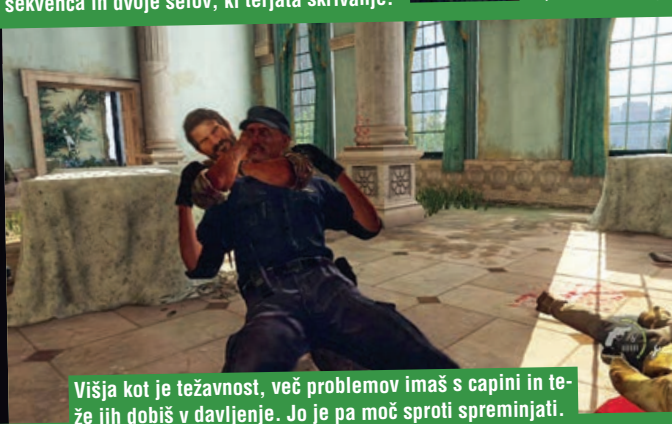 sekvenca in dvoje šefov, ki terjata skrivanje.
Višja kot je težavnost, več problemov imaš s capini in te-
že jih dobiš v davljenje. Jo je pa moč sproti spreminjati.